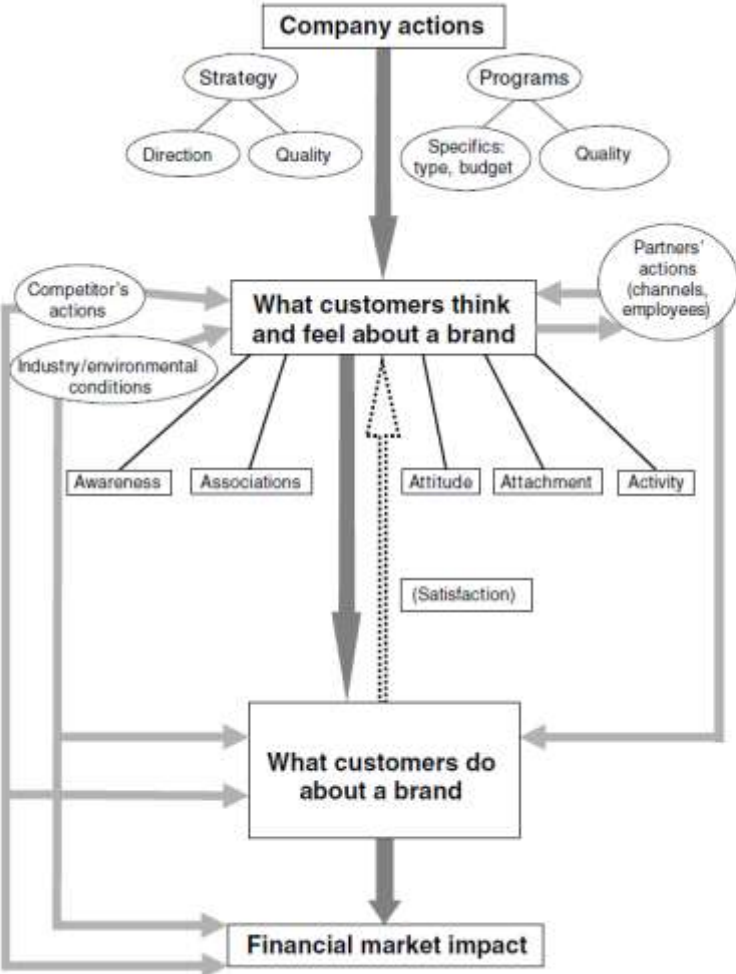 Company actions
Strategy
Programs
Direction
Quality
Specifics:
type, budget
Quality
Partners'
actions
(channels,
employees)
Competitor's
actions
What customers think
and feel about a brand
Industry/environmental
conditions
Awareness
Associations
Attitude
Attachment
Activity
(Satisfaction)
What customers do
about a brand
Financial market impact